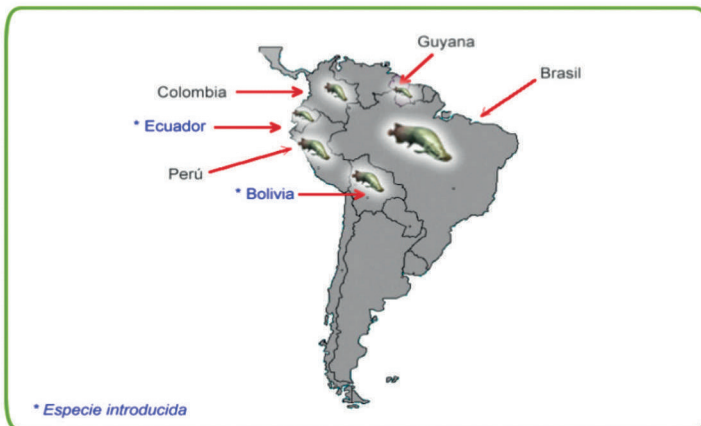 Guyana
Brasil
Colombia
* Ecuador
Perú
* Bolivia
* Especie introducida